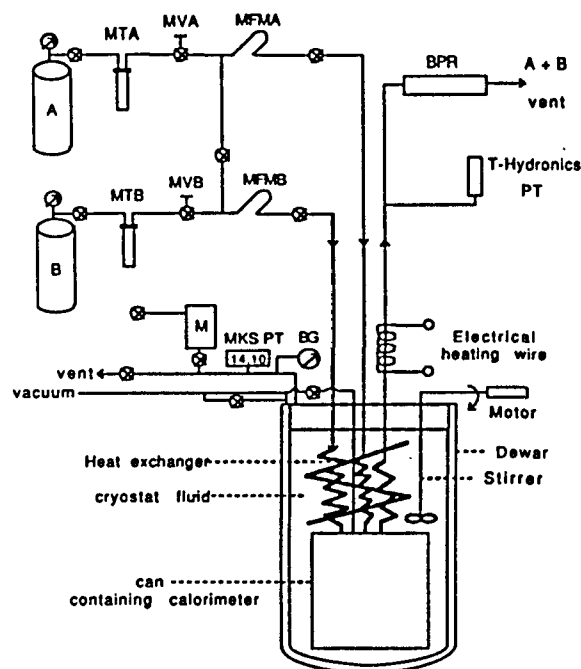 MTA
MVA
MFMA
BPR
A + B
vent
A
T-Hydronics
PT
MTB
MVB
MFMB
B
M
MKS PT
BG
14.10
vent
vacuum
Electrical
heating wire
Motor
Heat exchanger
Dewar
cryostat fluid
Stirrer
can
containing calorimeter